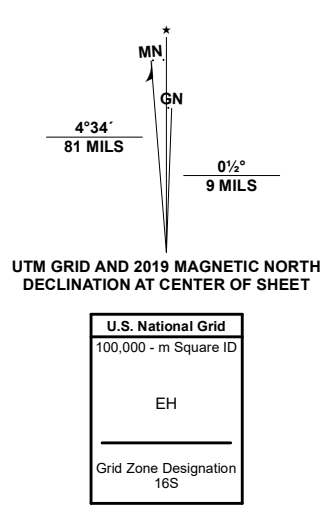 ★
MN
GN
4°34´
81 MILS
0½°
9 MILS
UTM GRID AND 2019 MAGNETIC NORTH
DECLINATION AT CENTER OF SHEET
U.S. National Grid
100,000 - m Square ID
EH
Grid Zone Designation
16S